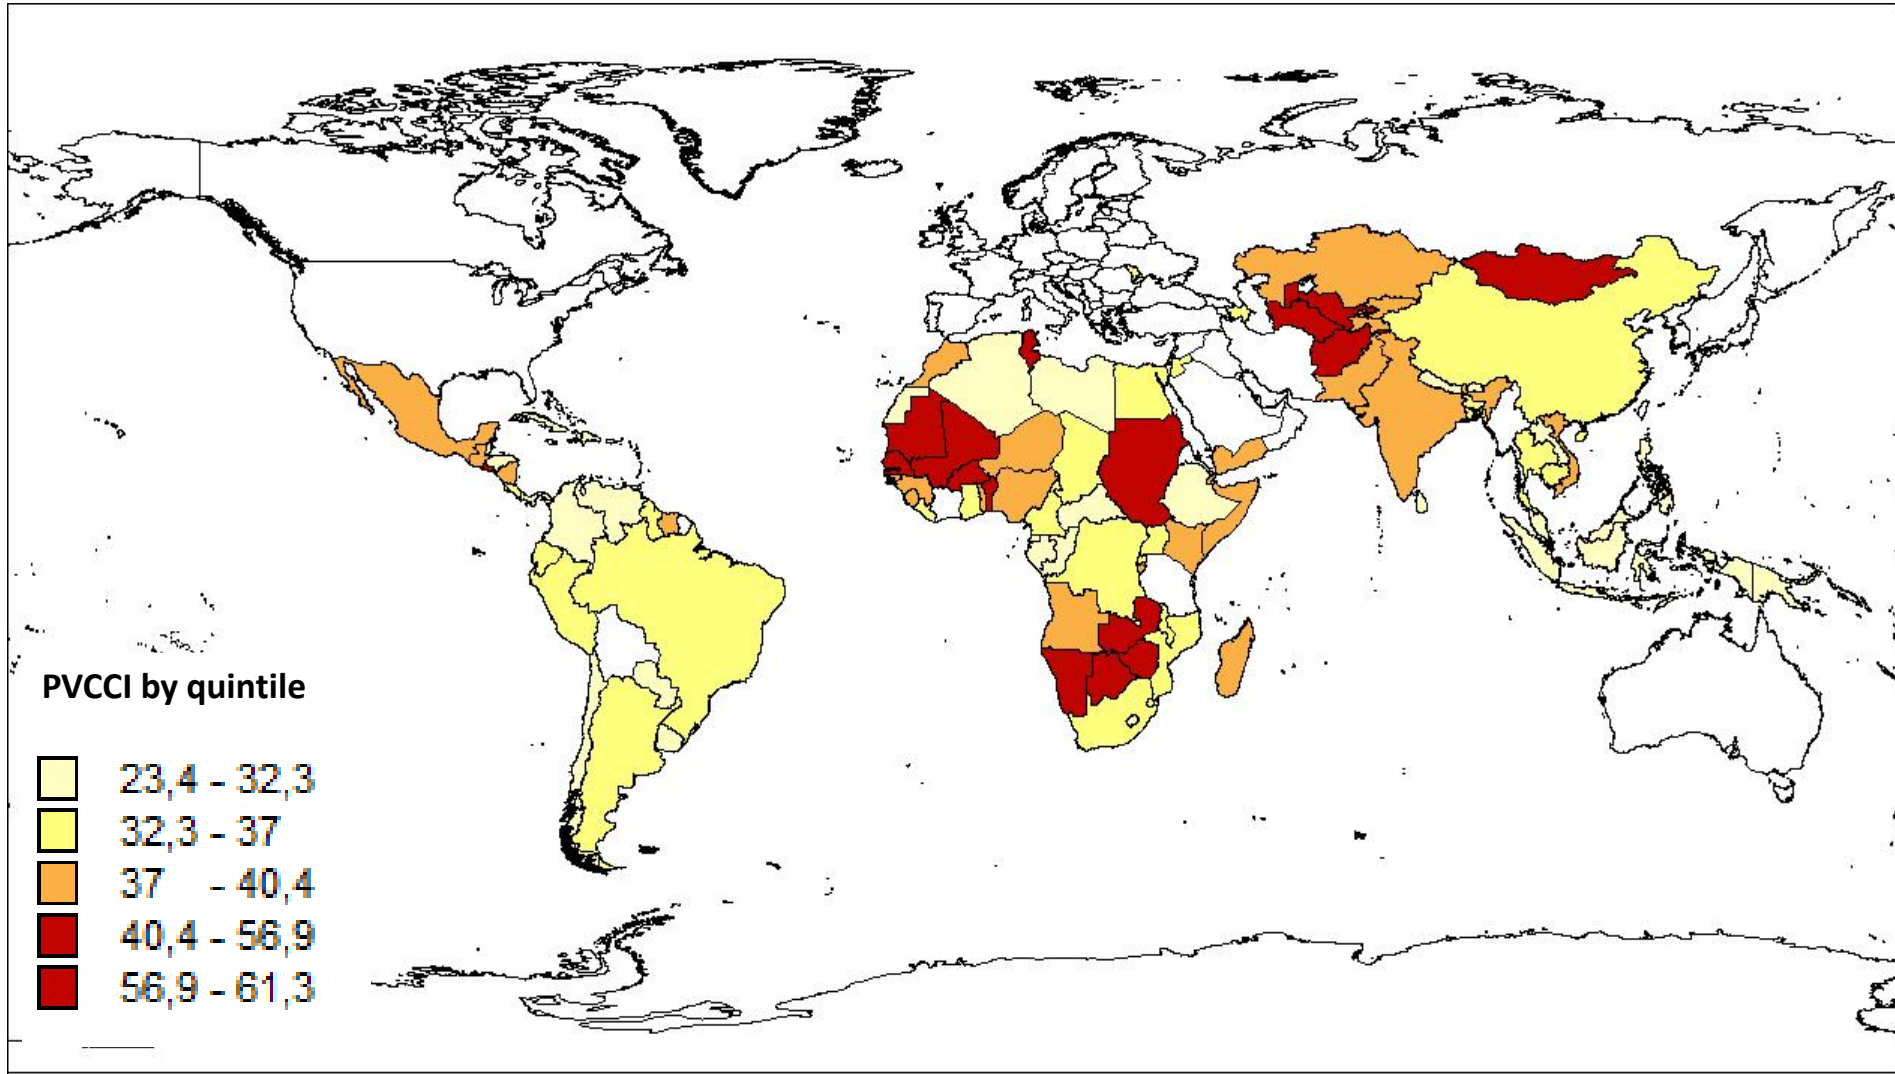 PVCCI by quintile
23,4 - 32,3
32,3 - 37
37 - 40,4
40,4 - 56,9
56,9 - 61,3